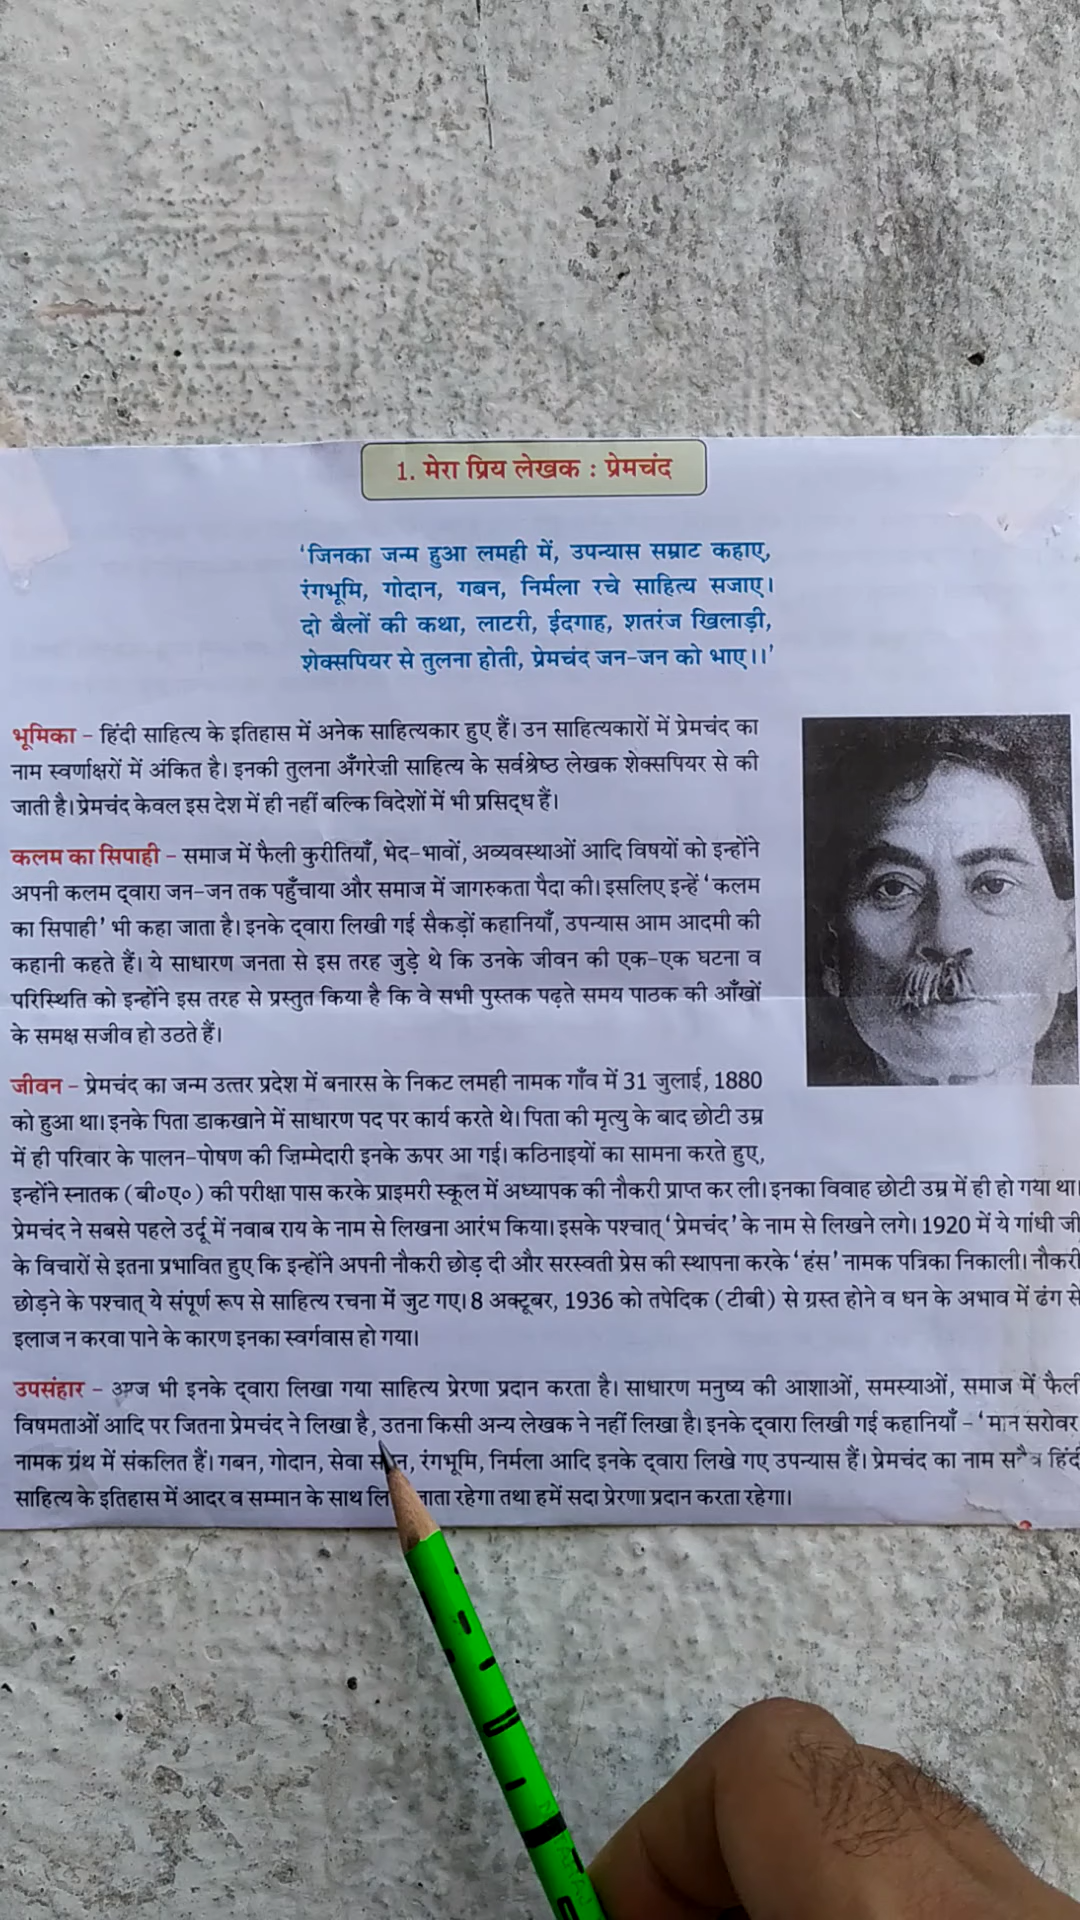 1. मेरा प्रिय लेखक : प्रेमचंद
'जिनका जन्म हुआ लमही में, उपन्यास सम्राट कहाए,
रंगभूमि, गोदान, गबन, निर्मला रचे साहित्य सजाए।
दो बैलों की कथा, लाटरी, ईदगाह, शतरंज खिलाड़ी,
शेक्सपियर से तुलना होती, प्रेमचंद जन-जन को भाए।।'
भूमिका - हिंदी साहित्य के इतिहास में अनेक साहित्यकार हुए हैं। उन साहित्यकारों में प्रेमचंद का
नाम स्वर्णाक्षरों में अंकित है। इनकी तुलना अँगरेज़ी साहित्य के सर्वश्रेष्ठ लेखक शेक्सपियर से की
जाती है। प्रेमचंद केवल इस देश में ही नहीं बल्कि विदेशों में भी प्रसिद्ध हैं।
कलम का सिपाही - समाज में फैली कुरीतियाँ, भेद-भावों, अव्यवस्थाओं आदि विषयों को इन्होंने
अपनी कलम द्वारा जन-जन तक पहुँचाया और समाज में जागरुकता पैदा की। इसलिए इन्हें 'कलम
का सिपाही' भी कहा जाता है। इनके द्वारा लिखी गई सैकड़ों कहानियाँ, उपन्यास आम आदमी की
कहानी कहते हैं। ये साधारण जनता से इस तरह जुड़े थे कि उनके जीवन की एक-एक घटना व
परिस्थिति को इन्होंने इस तरह से प्रस्तुत किया है कि वे सभी पुस्तक पढ़ते समय पाठक की आँखों
के समक्ष सजीव हो उठते हैं।
जीवन - प्रेमचंद का जन्म उत्तर प्रदेश में बनारस के निकट लमही नामक गाँव में 31 जुलाई, 1880
को हुआ था। इनके पिता डाकखाने में साधारण पद पर कार्य करते थे। पिता की मृत्यु के बाद छोटी उम्र
में ही परिवार के पालन-पोषण की ज़िम्मेदारी इनके ऊपर आ गई। कठिनाइयों का सामना करते हुए,
इन्होंने स्नातक (बी०ए०) की परीक्षा पास करके प्राइमरी स्कूल में अध्यापक की नौकरी प्राप्त कर ली। इनका विवाह छोटी उम्र में ही हो गया था।
प्रेमचंद ने सबसे पहले उर्दू में नवाब राय के नाम से लिखना आरंभ किया। इसके पश्चात् 'प्रेमचंद' के नाम से लिखने लगे। 1920 में ये गांधी जी
के विचारों से इतना प्रभावित हुए कि इन्होंने अपनी नौकरी छोड़ दी और सरस्वती प्रेस की स्थापना करके 'हंस' नामक पत्रिका निकाली। नौकरी
छोड़ने के पश्चात् ये संपूर्ण रूप से साहित्य रचना में जुट गए। 8 अक्टूबर, 1936 को तपेदिक (टीबी) से ग्रस्त होने व धन के अभाव में ढंग से
इलाज न करवा पाने के कारण इनका स्वर्गवास हो गया।
उपसंहार - आज भी इनके द्वारा लिखा गया साहित्य प्रेरणा प्रदान करता है। साधारण मनुष्य की आशाओं, समस्याओं, समाज में फैली
विषमताओं आदि पर जितना प्रेमचंद ने लिखा है, उतना किसी अन्य लेखक ने नहीं लिखा है। इनके द्वारा लिखी गई कहानियाँ - 'मान सरोवर
नामक ग्रंथ में संकलित हैं। गबन, गोदान, सेवा रंगभूमि, निर्मला आदि इनके द्वारा लिखे गए उपन्यास हैं। प्रेमचंद का नाम हिंदी
साहित्य के इतिहास में आदर व सम्मान के साथ रहेगा तथा हमें सदा प्रेरणा प्रदान करता रहेगा।